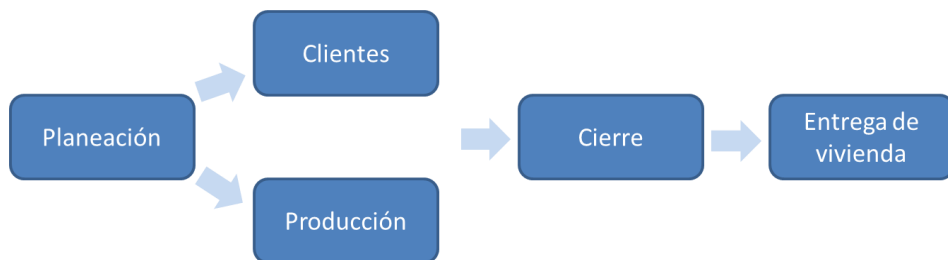 Clientes
Planeación
Producción
Cierre
Entrega de
vivienda